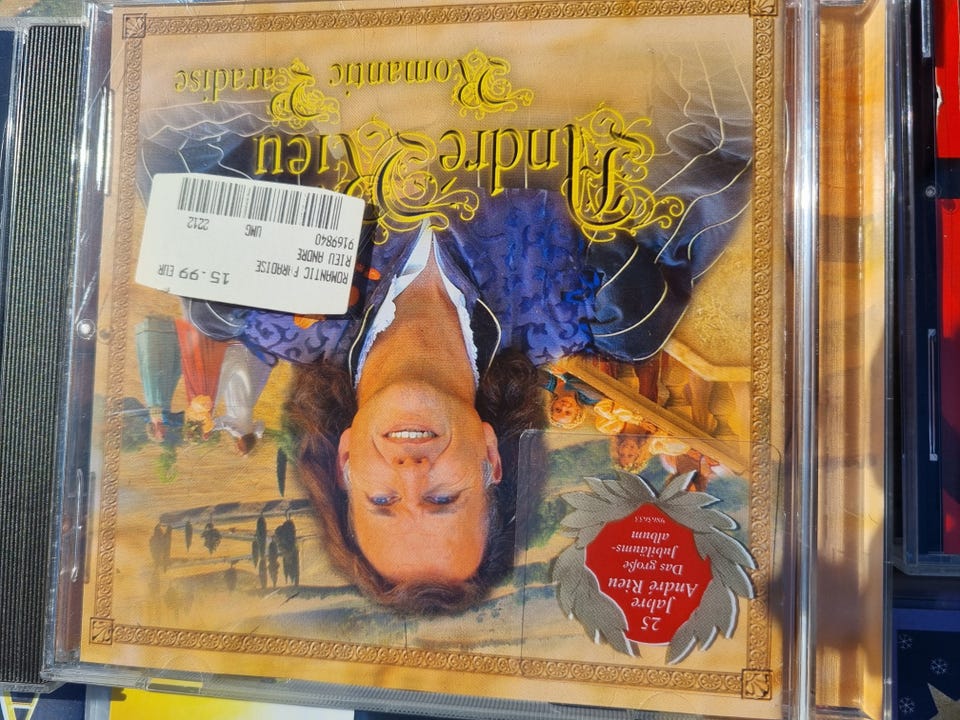 25
Jahre
André Rieu
Das große
Jubiläums-
album
9865633
ROMANTIC PARADISE 15.99 EUR
RIEU ANDRE
9169840 UMG 2212
André Rieu
Romantic Paradise